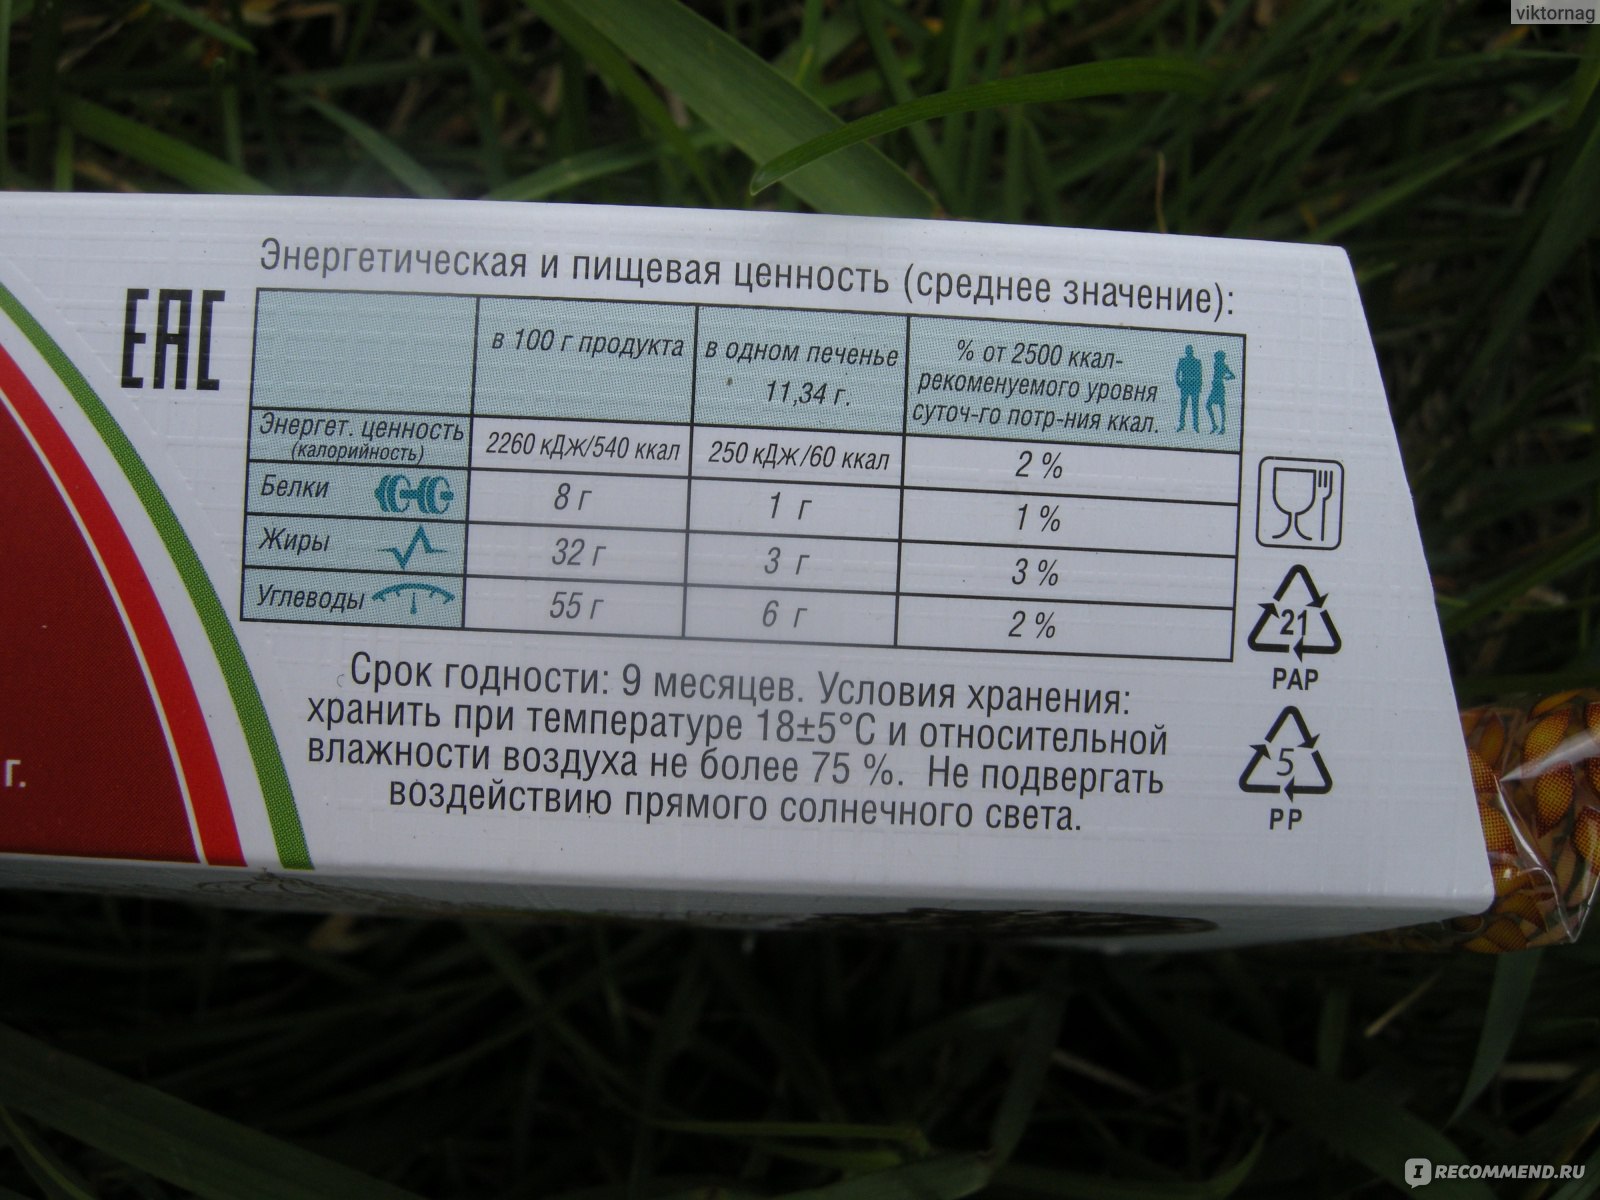 viktornag
Энергетическая и пищевая ценность (среднее значение):
ЕАС
в 100 г продукта
в одном печенье
11,34 г.
% от 2500 ккал-
рекоменуемого уровня
суточ-го потр-ния ккал.
Энергет. ценность
(калорийность)
2260 кДж/540 ккал
250 кДж/60 ккал
2 %
Белки
8 г
1 г
1 %
Жиры
32 г
3 г
3 %
Углеводы
55 г
6 г
2 %
21
PAP
5
PP
Срок годности: 9 месяцев. Условия хранения:
хранить при температуре 18±5°С и относительной
влажности воздуха не более 75 %. Не подвергать
воздействию прямого солнечного света.
г.
IRECOMMEND.RU